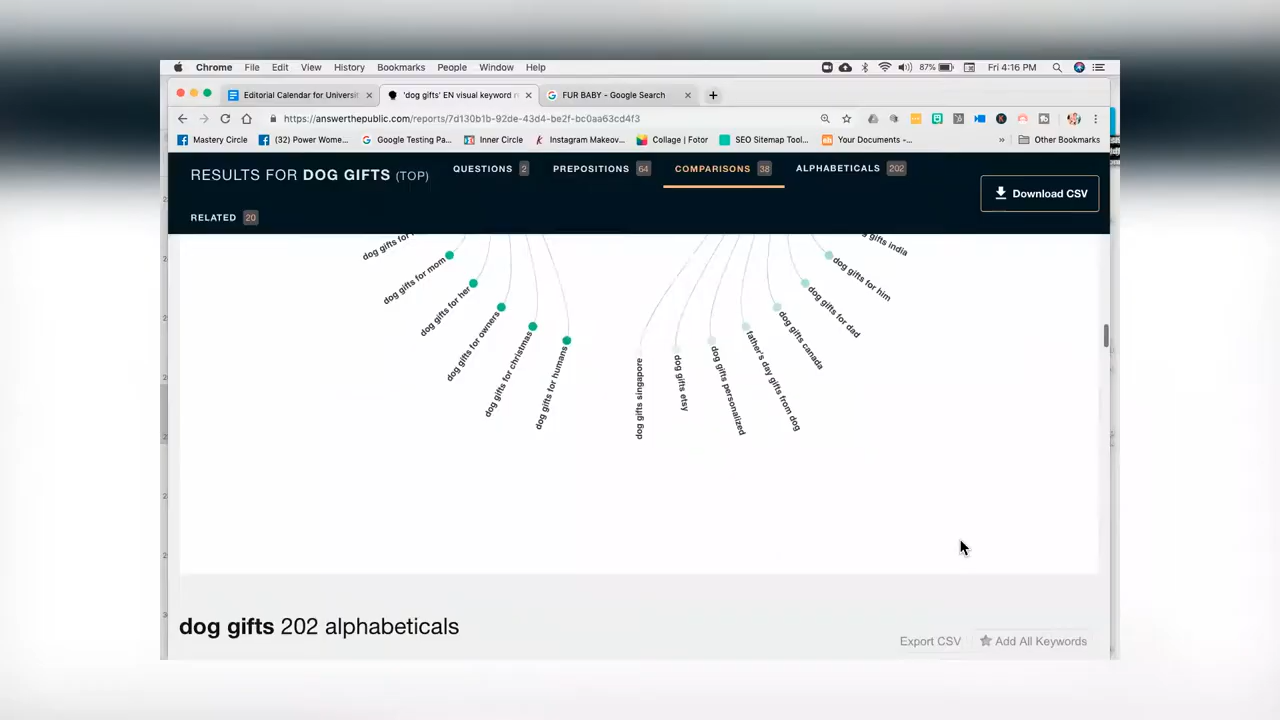 Chrome File Edit View History Bookmarks People Window Help 87% Fri 4:16 PM
Editorial Calendar for Universit
'dog gifts' EN visual keyword r
FUR BABY - Google Search
https://answerthepublic.com/reports/7d130b1b-92de-43d4-be2f-bc0aa63cd4f3
Mastery Circle (32) Power Wome... Google Testing Pa... Inner Circle Instagram Makeov... Collage | Fotor SEO Sitemap Tool... Your Documents -... » Other Bookmarks
RESULTS FOR DOG GIFTS (TOP)
QUESTIONS 2 PREPOSITIONS 64 COMPARISONS 38 ALPHABETICALS 202
Download CSV
RELATED 20
dog gifts for
gifts india
dog gifts for mom
dog gifts for him
dog gifts for her
dog gifts for dad
dog gifts for owners
dog gifts canada
dog gifts for christmas
father's day gifts from dog
dog gifts for humans
dog gifts singapore
dog gifts etsy
dog gifts personalized
dog gifts 202 alphabeticals
Export CSV
Add All Keywords